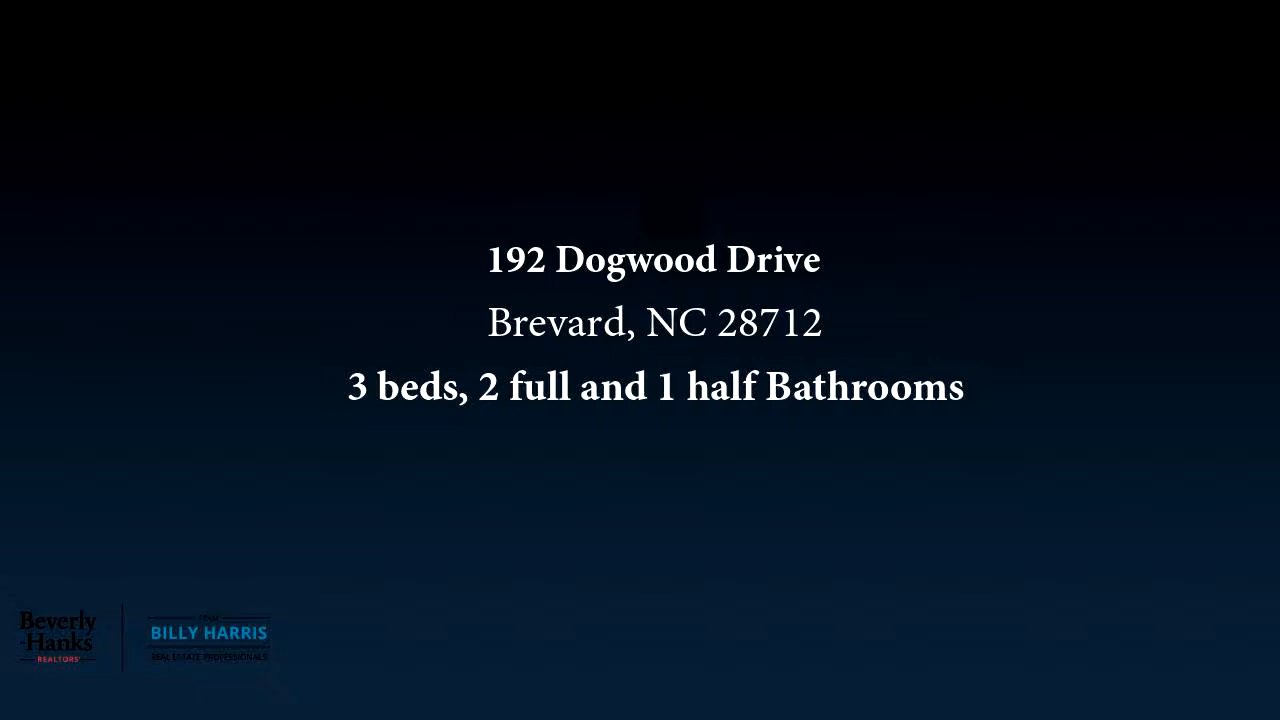 192 Dogwood Drive
Brevard, NC 28712
3 beds, 2 full and 1 half Bathrooms
Beverly
-Hanks
REALTORS®
TEAM
BILLY HARRIS
REAL ESTATE PROFESSIONALS